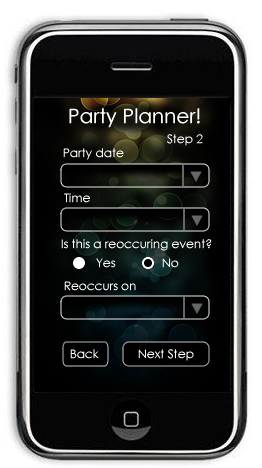 Party Planner!
Step 2
Party date
Time
Is this a reoccuring event?
Yes No
Reoccurs on
Back Next Step